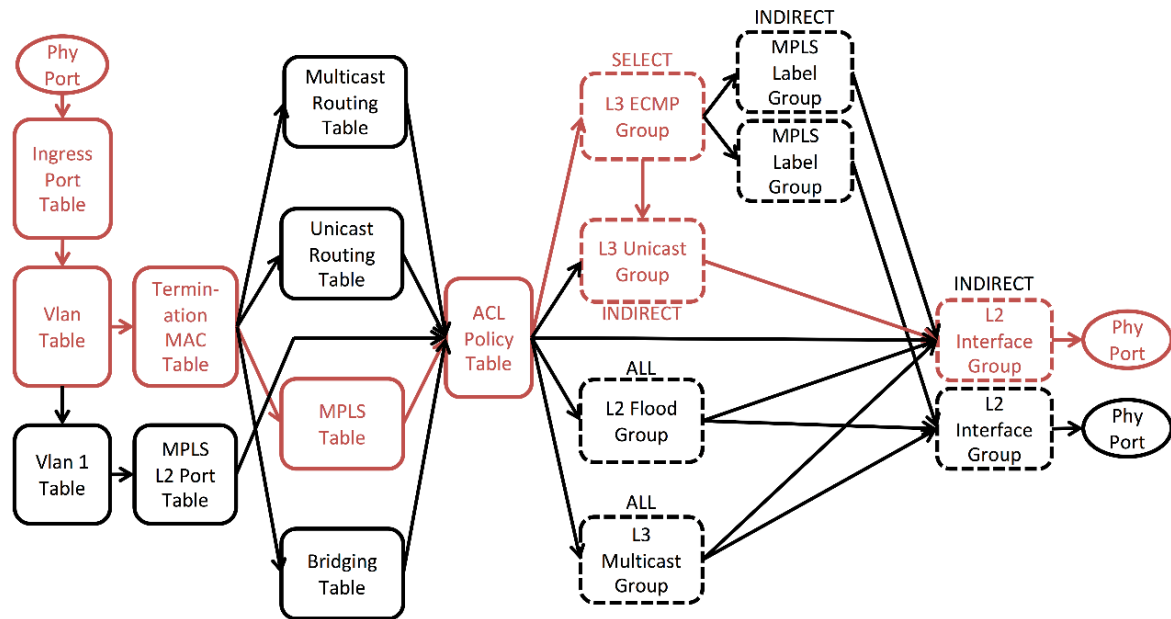 Phy
Port
Ingress
Port
Table
Vlan
Table
Vlan 1
Table
Termin-
ation
MAC
Table
MPLS
L2 Port
Table
Multicast
Routing
Table
Unicast
Routing
Table
MPLS
Table
Bridging
Table
ACL
Policy
Table
SELECT
L3 ECMP
Group
L3 Unicast
Group
INDIRECT
ALL
L2 Flood
Group
ALL
L3
Multicast
Group
INDIRECT
MPLS
Label
Group
MPLS
Label
Group
INDIRECT
L2
Interface
Group
L2
Interface
Group
Phy
Port
Phy
Port